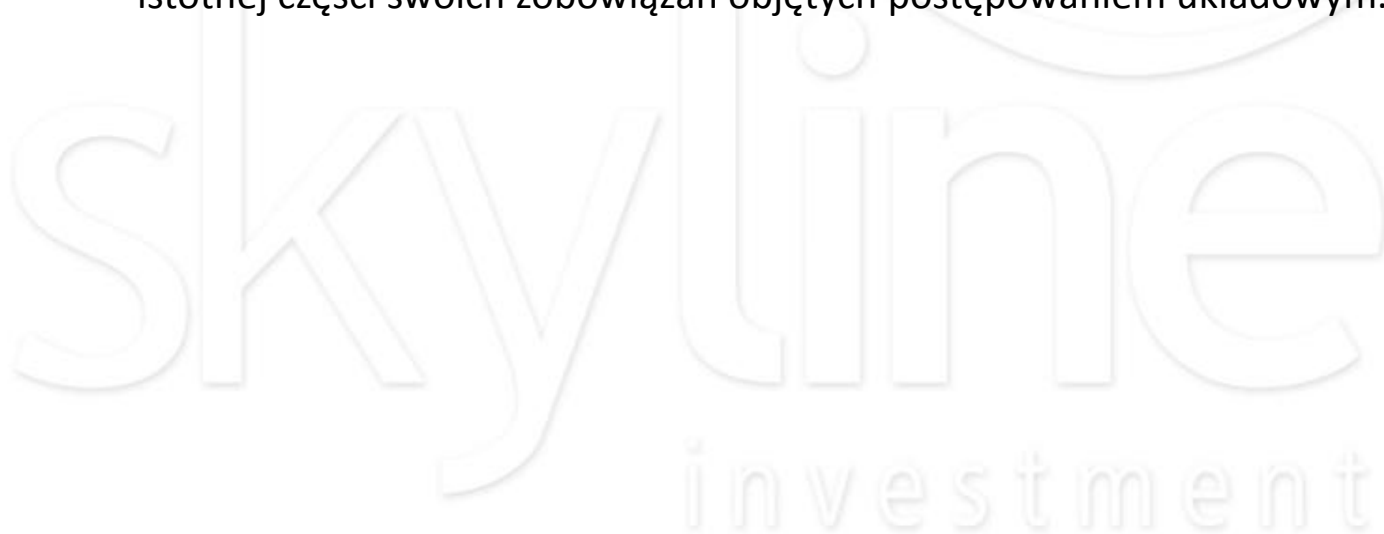 istotnej części swoich zobowiązań objętych postępowaniem układowym.
skyline
investment